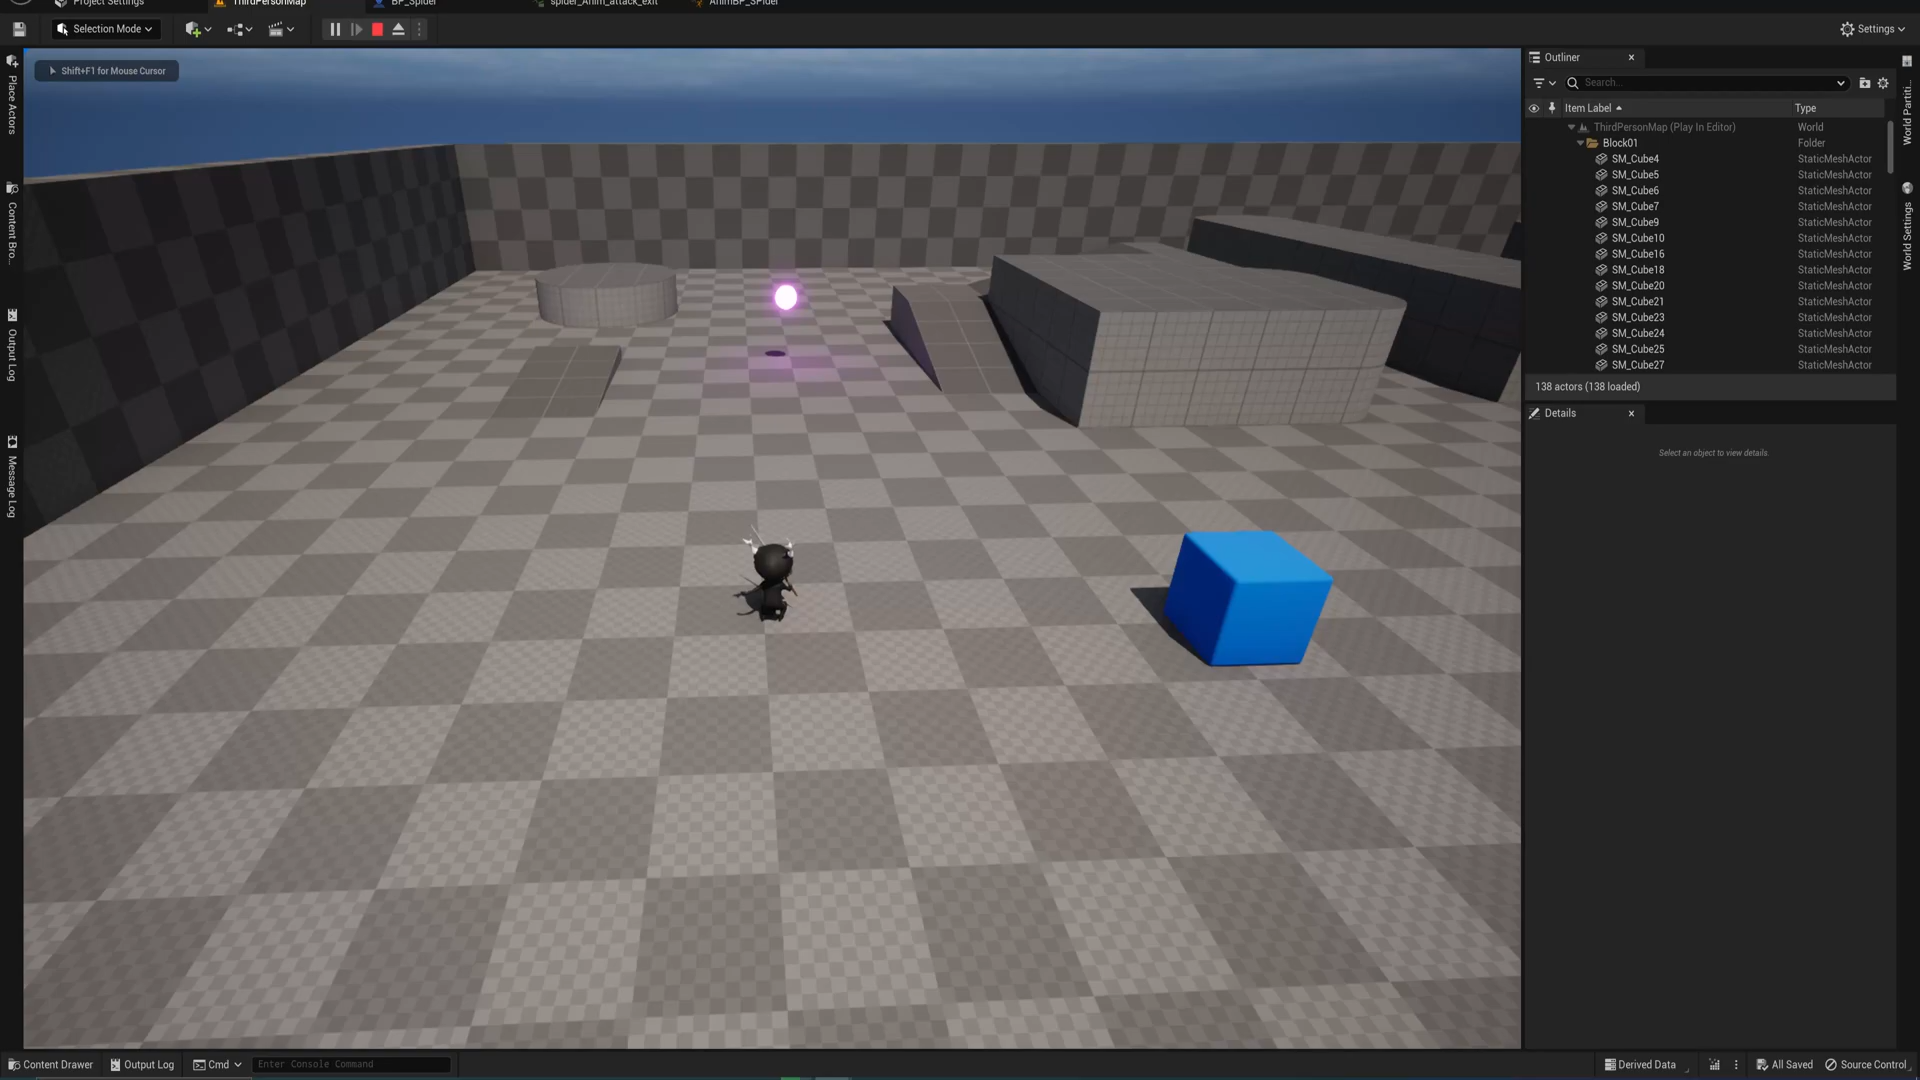 Project Settings
ThirdPersonMap
BP_Spider
spider_Anim_attack_exit
AnimBP_SPider
Selection Mode
Settings
Shift+F1 for Mouse Cursor
Place Actors
Content Bro...
Output Log
Message Log
Outliner
Search...
Item Label
Type
ThirdPersonMap (Play In Editor)
World
Block01
Folder
SM_Cube4
StaticMeshActor
SM_Cube5
StaticMeshActor
SM_Cube6
StaticMeshActor
SM_Cube7
StaticMeshActor
SM_Cube9
StaticMeshActor
SM_Cube10
StaticMeshActor
SM_Cube16
StaticMeshActor
SM_Cube18
StaticMeshActor
SM_Cube20
StaticMeshActor
SM_Cube21
StaticMeshActor
SM_Cube23
StaticMeshActor
SM_Cube24
StaticMeshActor
SM_Cube25
StaticMeshActor
SM_Cube27
StaticMeshActor
138 actors (138 loaded)
Details
Select an object to view details.
World Partiti...
World Settings
Content Drawer
Output Log
Cmd
Enter Console Command
Derived Data
All Saved
Source Control